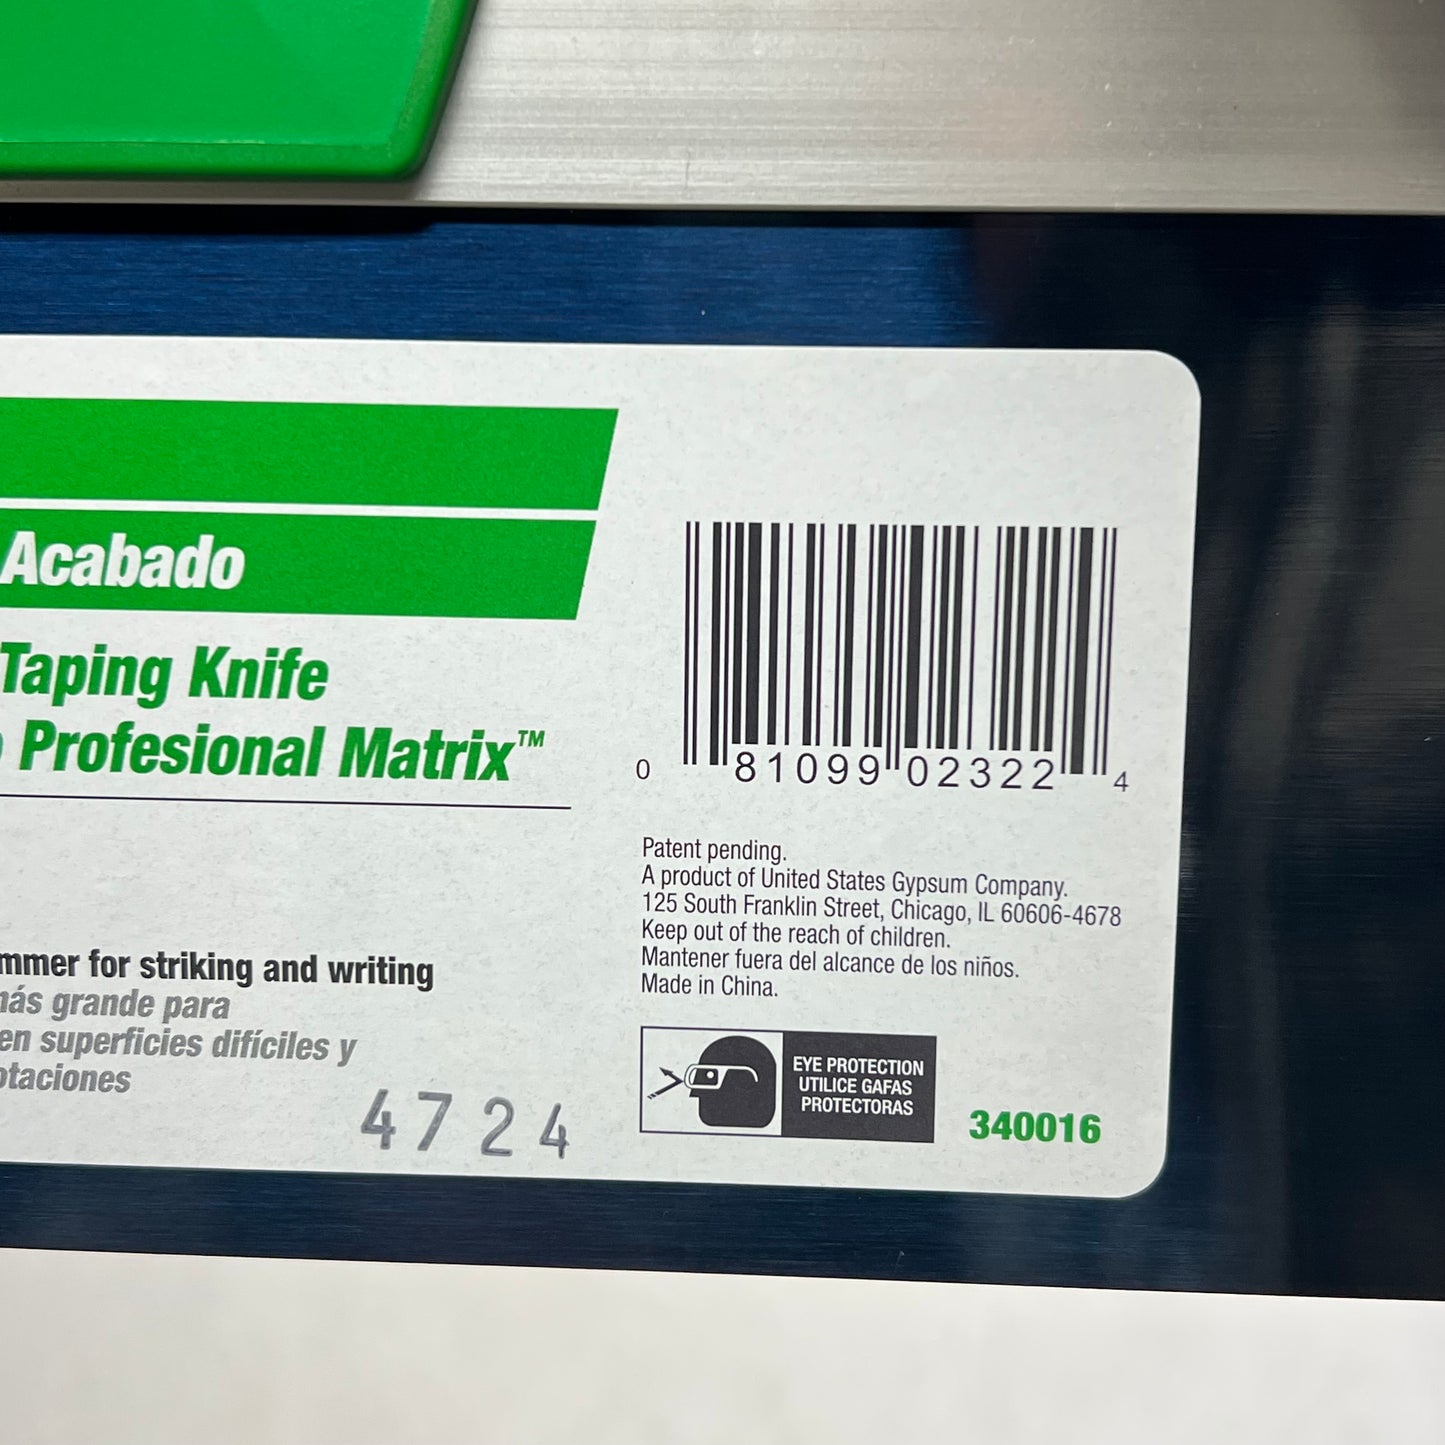 Acabado
Taping Knife
Profesional Matrix™
0 81099 02322 4
Patent pending.
A product of United States Gypsum Company.
125 South Franklin Street, Chicago, IL 60606-4678
Keep out of the reach of children.
Mantener fuera del alcance de los niños.
Made in China.
for striking and writing
más grande para
en superficies difíciles y
4724
EYE PROTECTION
UTILICE GAFAS
PROTECTORAS
340016